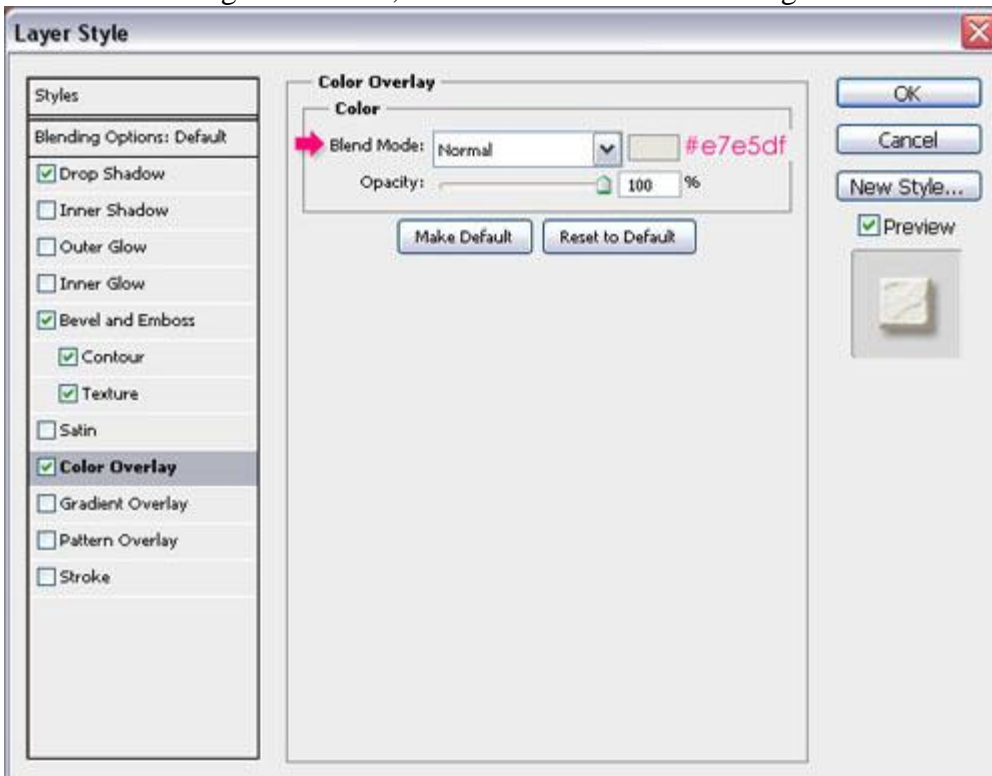 Layer Style
Styles
Blending Options: Default
Drop Shadow
Inner Shadow
Outer Glow
Inner Glow
Bevel and Emboss
Contour
Texture
Satin
Color Overlay
Gradient Overlay
Pattern Overlay
Stroke
Color Overlay
Color
Blend Mode: Normal #e7e5df
Opacity: 100 %
Make Default Reset to Default
OK
Cancel
New Style...
Preview